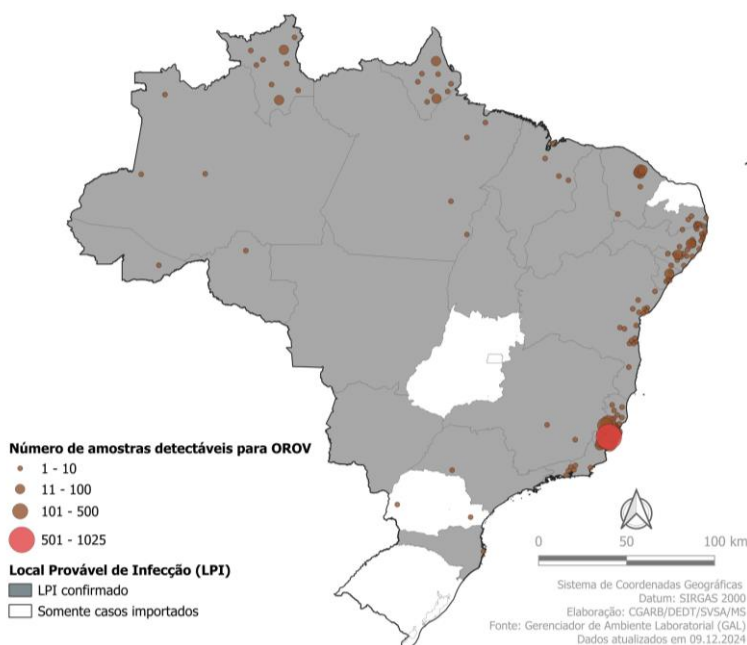 Número de amostras detectáveis para OROV
1 - 10
11 - 100
101 - 500
501 - 1025
Local Provável de Infecção (LPI)
LPI confirmado
Somente casos importados
0 50 100 km
Sistema de Coordenadas Geográficas
Datum: SIRGAS 2000
Elaboração: CGARB/DEDT/SVSA/MS
Fonte: Gerenciador de Ambiente Laboratorial (GAL)
Dados atualizados em 09.12.2024